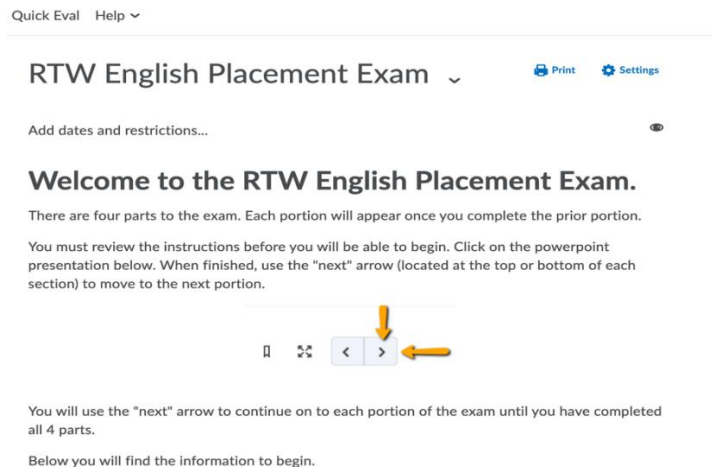 Quick Eval Help
RTW English Placement Exam
Print Settings
Add dates and restrictions...
Welcome to the RTW English Placement Exam.
There are four parts to the exam. Each portion will appear once you complete the prior portion.
You must review the instructions before you will be able to begin. Click on the powerpoint
presentation below. When finished, use the "next" arrow (located at the top or bottom of each
section) to move to the next portion.
You will use the "next" arrow to continue on to each portion of the exam until you have completed
all 4 parts.
Below you will find the information to begin.